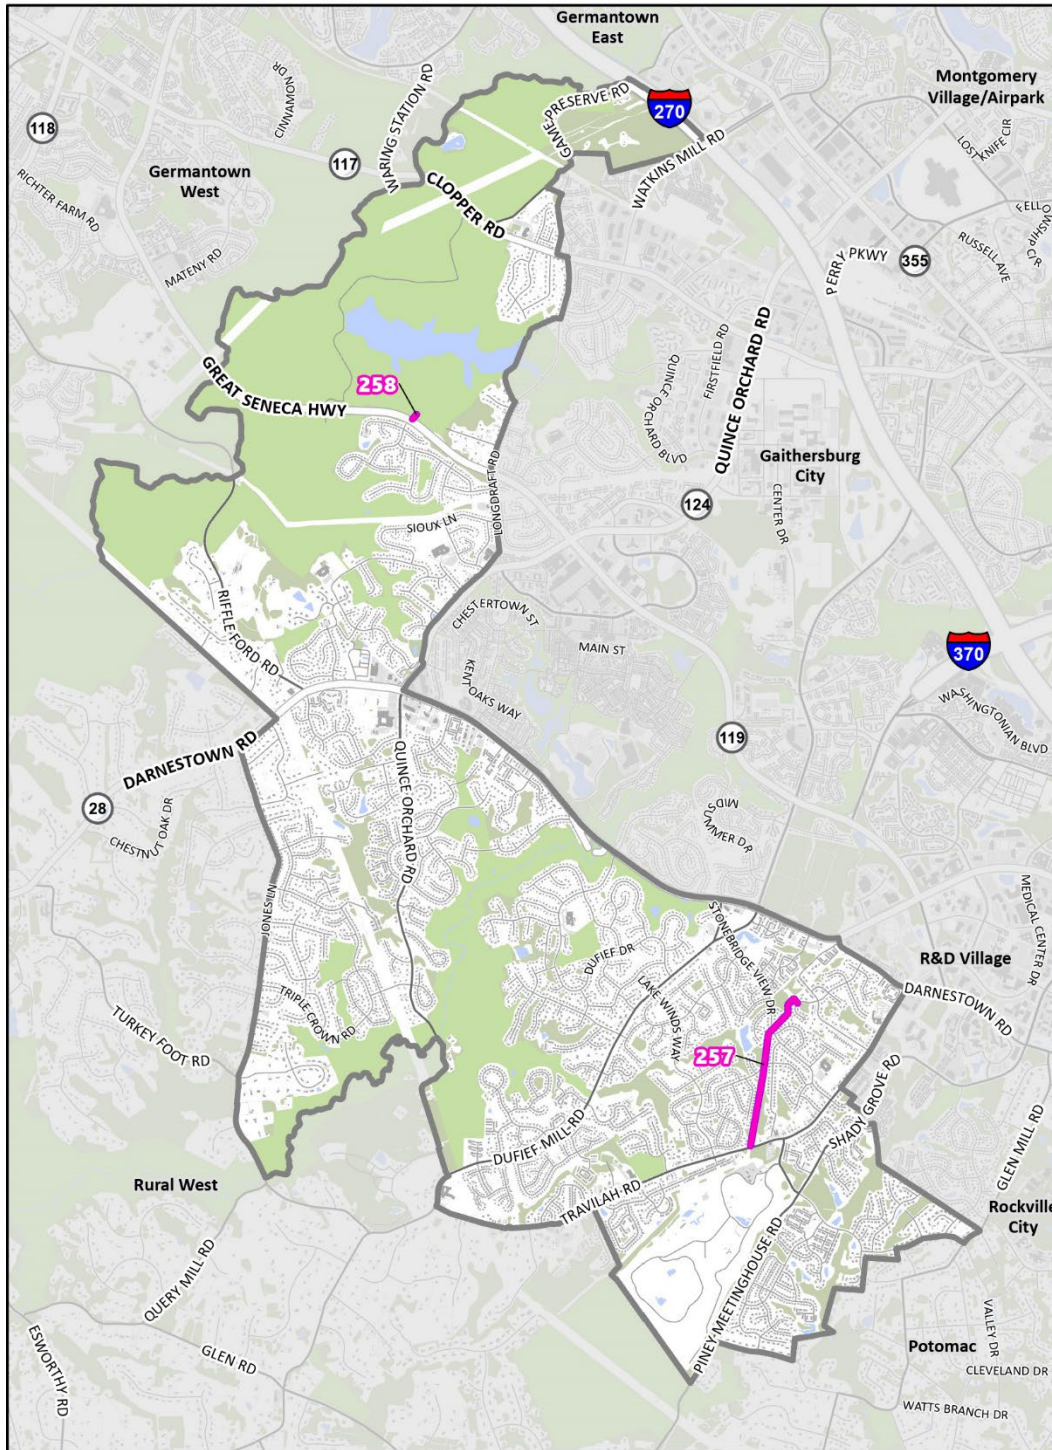 Germantown
East
Montgomery
Village/Airpark
GAME PRESERVE RD
270
WATKINS MILL RD
WARING STATION RD
CINNAMON DR
118
117
Germantown
West
RICHTER FARM RD
CLOPPER RD
LOST KNIFE CIR
FELLOWSHIP CIR
RUSSELL AVE
355
PERRY PKWY
MATENY RD
GREAT SENECA HWY
258
QUINCE ORCHARD BLVD
FIRSTFIELD RD
QUINCE ORCHARD RD
Gaithersburg
City
124
CENTER DR
LONGDRAFT RD
SIOUX LN
RIFFLE FORD RD
CHESTERTOWN ST
MAIN ST
KENT OAKS WAY
370
WASHINGTONIAN BLVD
119
DARNESTOWN RD
28
CHESTNUT OAK DR
QUINCE ORCHARD RD
MIDSUMMER DR
JONES LN
MEDICAL CENTER DR
STONEBRIDGE VIEW DR
DUFIEF DR
LAKE WINDS WAY
R&D Village
DARNESTOWN RD
TRIPLE CROWN RD
TURKEY FOOT RD
257
SHADY GROVE RD
DUFIEF MILL RD
GLEN MILL RD
Rural West
TRAVILAH RD
Rockville
City
QUERY MILL RD
PINEY MEETINGHOUSE RD
ESWORTHY RD
GLEN RD
VALLEY DR
Potomac
CLEVELAND DR
WATTS BRANCH DR